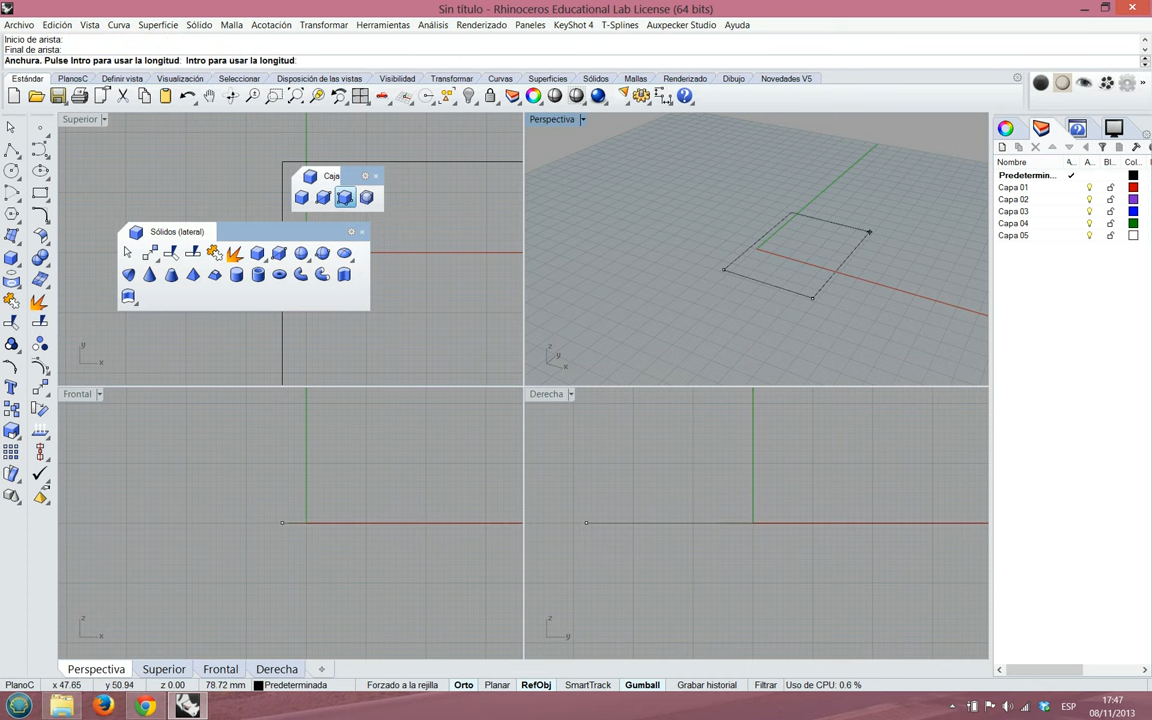 Sin título - Rhinoceros Educational Lab License (64 bits)
Archivo Edición Vista Curva Superficie Sólido Malla Acotación Transformar Herramientas Análisis Renderizado Paneles KeyShot 4 T-Splines Auxpecker Studio Ayuda
Inicio de arista:
Final de arista:
Anchura. Pulse Intro para usar la longitud. Intro para usar la longitud:
Estándar PlanosC Definir vista Visualización Seleccionar Disposición de las vistas Visibilidad Transformar Curvas Superficies Sólidos Mallas Renderizado Dibujo Novedades V5
Superior
Perspectiva
Caja
Sólidos (lateral)
Nombre A.. A.. Bl.. Col...
Predetermin...
Capa 01
Capa 02
Capa 03
Capa 04
Capa 05
y x
z y x
Frontal
Derecha
z x
z y
Perspectiva Superior Frontal Derecha
PlanoC x 47.65 y 50.94 z 0.00 78.72 mm Predeterminada Forzado a la rejilla Orto Planar RefObj SmartTrack Gumball Grabar historial Filtrar Uso de CPU: 0.6 %
ESP
17:47
08/11/2013